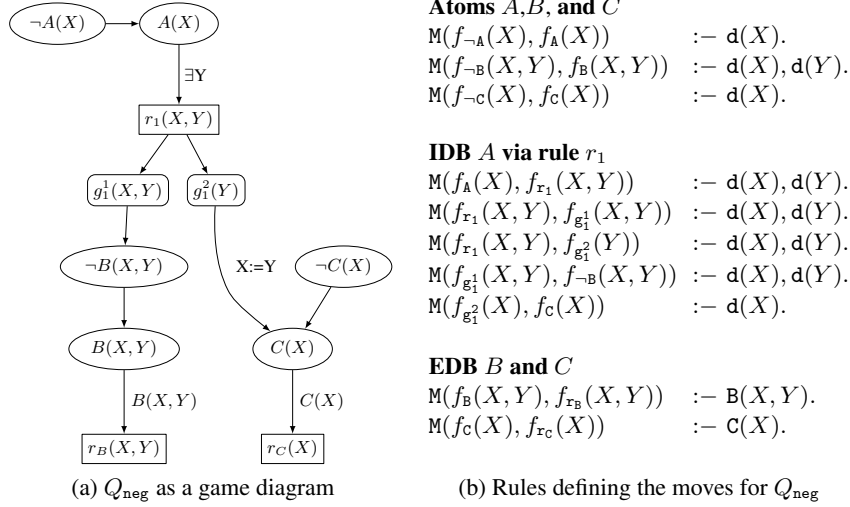 ¬A(X) A(X)
∃Y
r₁(X, Y)
g₁¹(X, Y) g₁²(Y)
¬B(X, Y) X:=Y ¬C(X)
B(X, Y) C(X)
B(X, Y) C(X)
r_B(X, Y) r_C(X)
(a) Q_neg as a game diagram
Atoms A,B, and C
M(f_¬A(X), f_A(X)) :− d(X).
M(f_¬B(X, Y), f_B(X, Y)) :− d(X), d(Y).
M(f_¬C(X), f_C(X)) :− d(X).
IDB A via rule r₁
M(f_A(X), f_r₁(X, Y)) :− d(X), d(Y).
M(f_r₁(X, Y), f_g₁¹(X, Y)) :− d(X), d(Y).
M(f_r₁(X, Y), f_g₁²(Y)) :− d(X), d(Y).
M(f_g₁¹(X, Y), f_¬B(X, Y)) :− d(X), d(Y).
M(f_g₁²(X), f_C(X)) :− d(X).
EDB B and C
M(f_B(X, Y), f_r_B(X, Y)) :− B(X, Y).
M(f_C(X), f_r_C(X)) :− C(X).
(b) Rules defining the moves for Q_neg